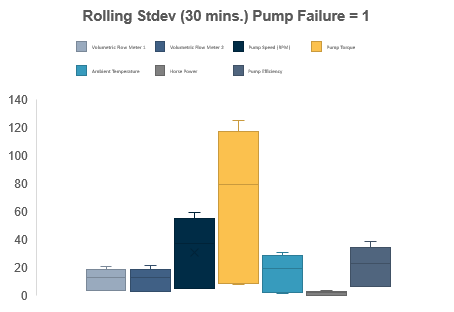 Rolling Stdev (30 mins.) Pump Failure = 1
Volumetric Flow Meter 1 Volumetric Flow Meter 2 Pump Speed (RPM) Pump Torque
Ambient Temperature Horse Power Pump Efficiency
140
120
100
80
60
40
20
0